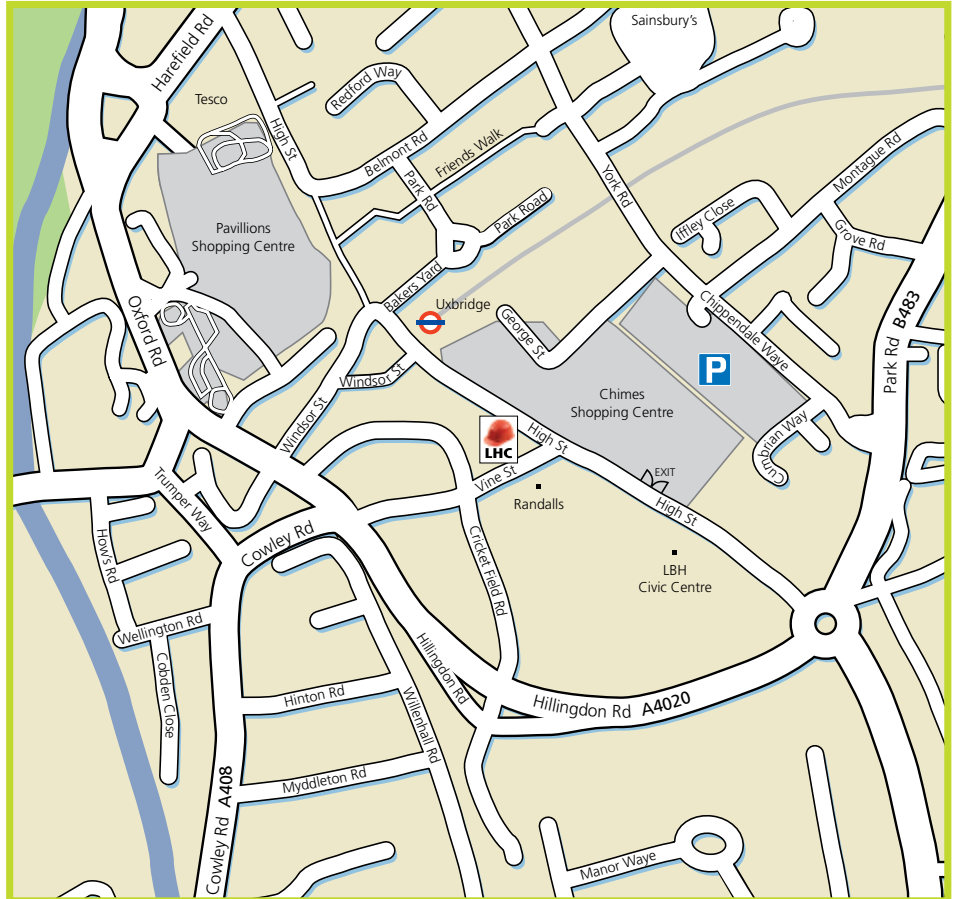 Sainsbury's
Harefield Rd
Tesco
High St
Redford Way
Belmont Rd
Friends Walk
Park Rd
Park Road
York Rd
Montague Rd
Iffley Close
Grove Rd
Pavillions
Shopping Centre
Bakers Yard
Uxbridge
Oxford Rd
George St
Chippendale Waye
Park Rd B483
P
Windsor St
Windsor St
Chimes
Shopping Centre
LHC
High St
Cumbrian Way
EXIT
Vine St
Randalls
High St
Trumper Way
Cowley Rd
How's Rd
Cricket Field Rd
LBH
Civic Centre
Wellington Rd
Cobden Close
Hinton Rd
Hillingdon Rd
Willenhall Rd
Hillingdon Rd A4020
Myddleton Rd
Cowley Rd A408
Manor Waye